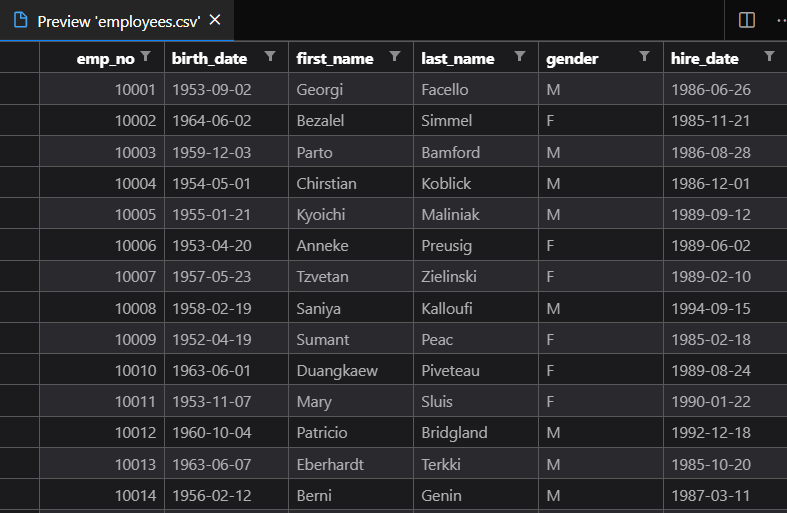 Preview 'employees.csv'
emp_no birth_date first_name last_name gender hire_date
10001 1953-09-02 Georgi Facello M 1986-06-26
10002 1964-06-02 Bezalel Simmel F 1985-11-21
10003 1959-12-03 Parto Bamford M 1986-08-28
10004 1954-05-01 Chirstian Koblick M 1986-12-01
10005 1955-01-21 Kyoichi Maliniak M 1989-09-12
10006 1953-04-20 Anneke Preusig F 1989-06-02
10007 1957-05-23 Tzvetan Zielinski F 1989-02-10
10008 1958-02-19 Saniya Kalloufi M 1994-09-15
10009 1952-04-19 Sumant Peac F 1985-02-18
10010 1963-06-01 Duangkaew Piveteau F 1989-08-24
10011 1953-11-07 Mary Sluis F 1990-01-22
10012 1960-10-04 Patricio Bridgland M 1992-12-18
10013 1963-06-07 Eberhardt Terkki M 1985-10-20
10014 1956-02-12 Berni Genin M 1987-03-11